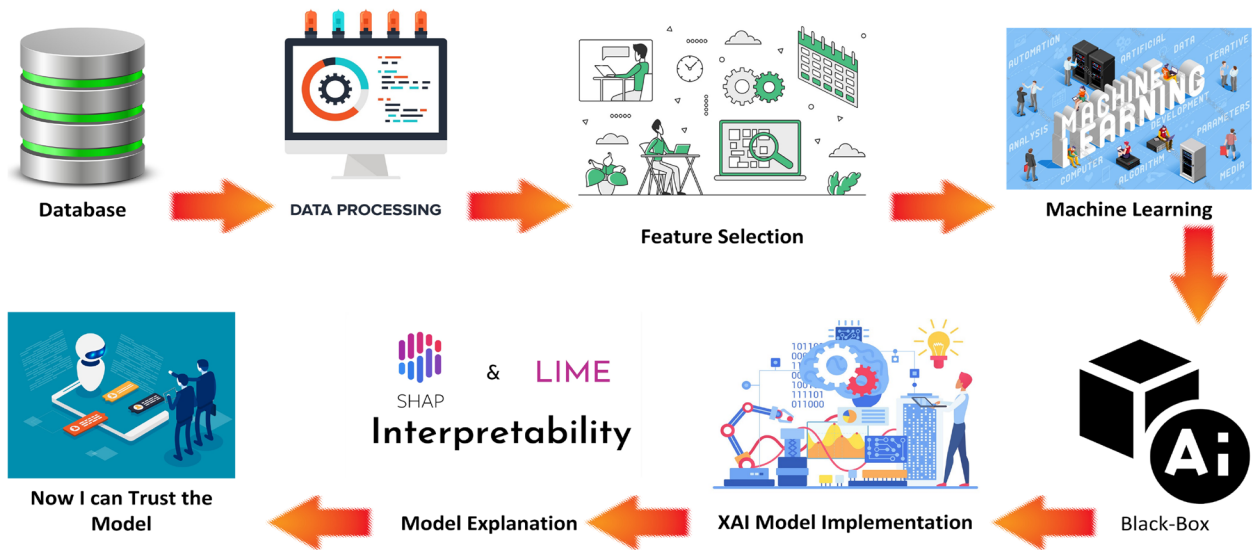 Database
DATA PROCESSING
Feature Selection
AUTOMATION
ARTIFICIAL
DATA
ITERATIVE
MACHINE
LEARNING
DEVELOPMENT
PARAMETERS
ANALYSIS
COMPUTER
ALGORITHM
MEDIA
Machine Learning
Ai
Black-Box
XAI Model Implementation
SHAP
&
LIME
Interpretability
Model Explanation
Now I can Trust the
Model